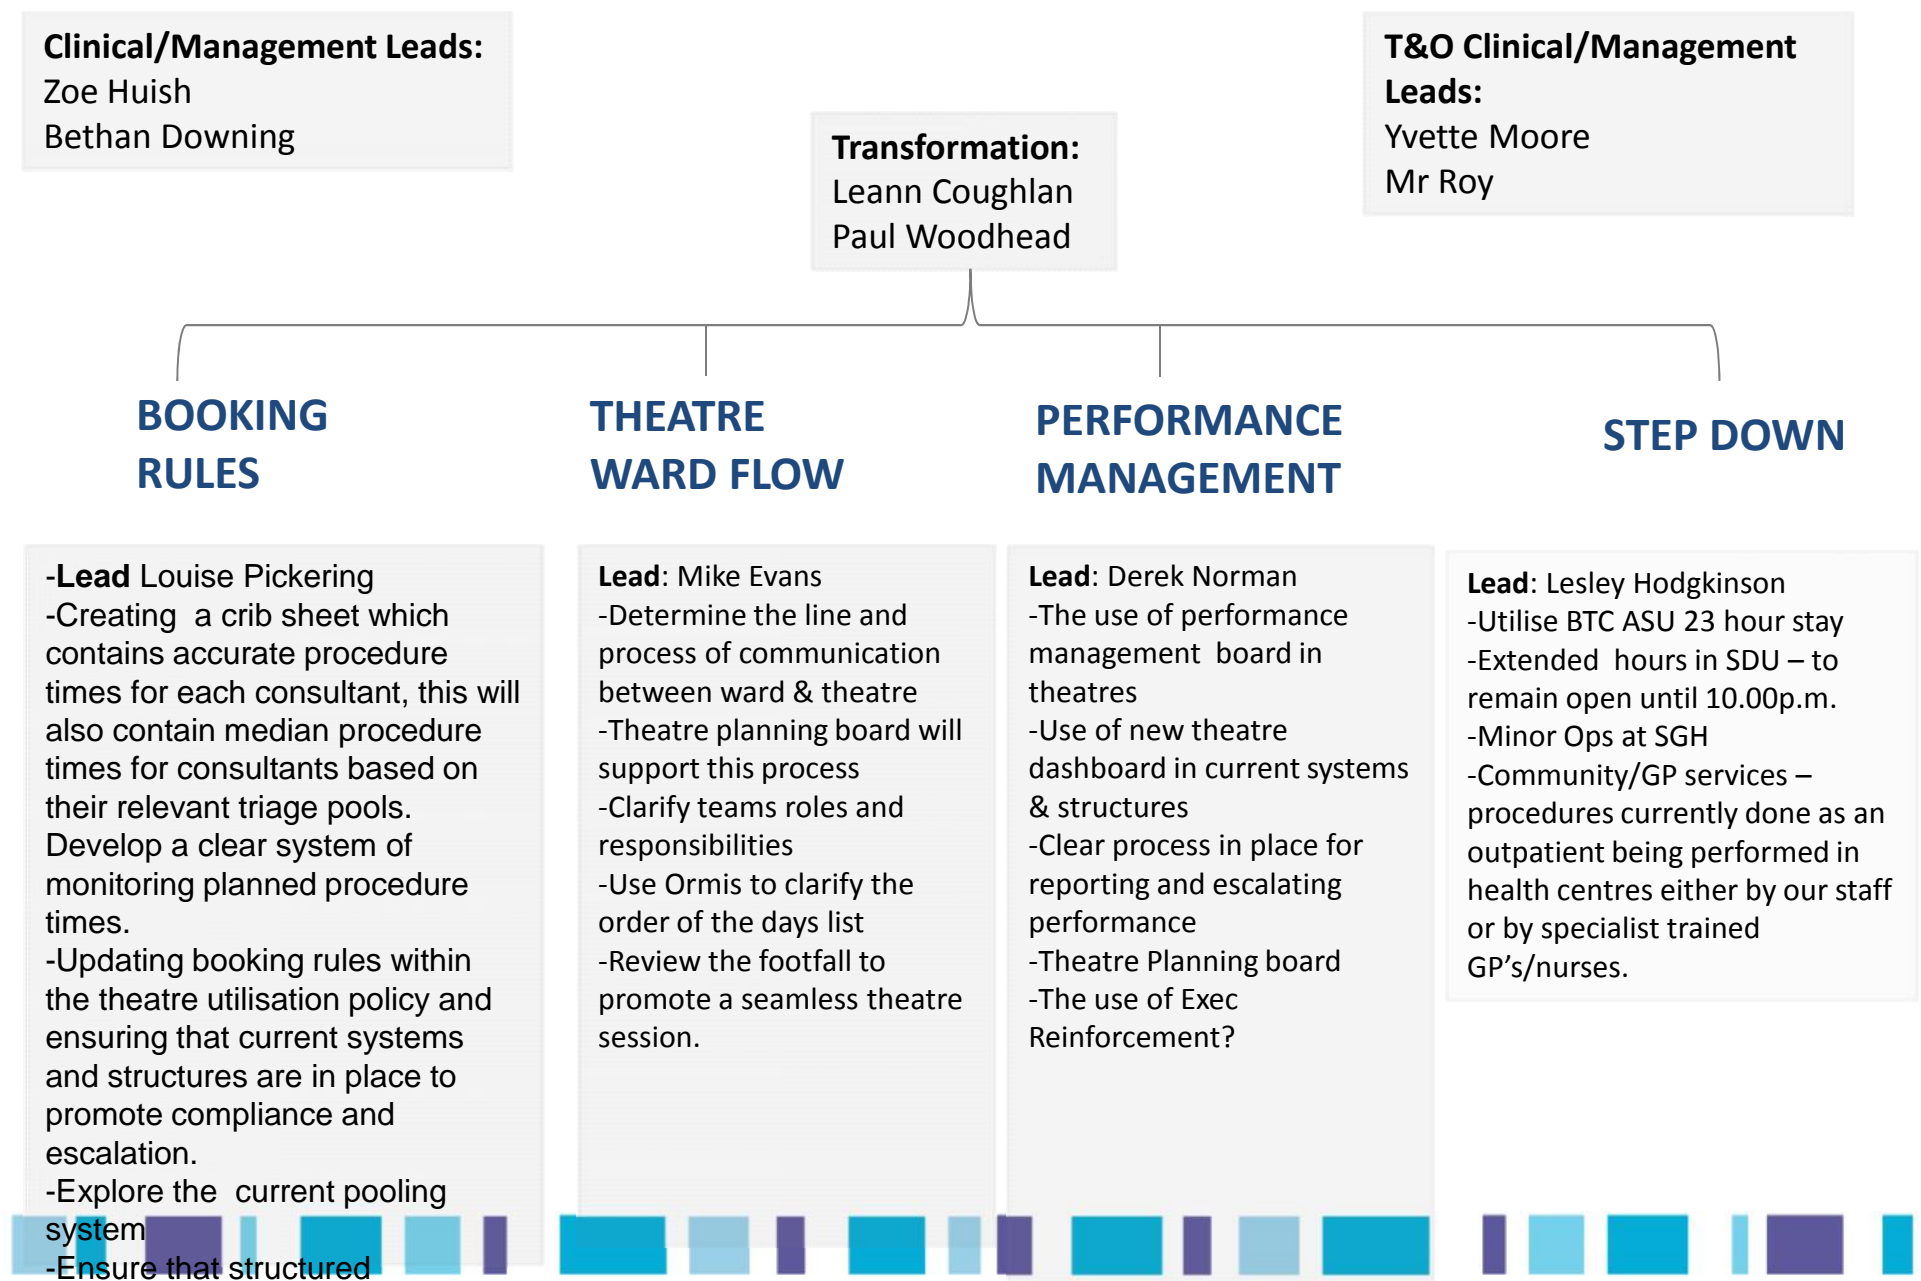 Clinical/Management Leads:
Zoe Huish
Bethan Downing
T&O Clinical/Management
Leads:
Yvette Moore
Mr Roy
Transformation:
Leann Coughlan
Paul Woodhead
BOOKING
RULES
THEATRE
WARD FLOW
PERFORMANCE
MANAGEMENT
STEP DOWN
-Lead Louise Pickering
-Creating  a crib sheet which
contains accurate procedure
times for each consultant, this will
also contain median procedure
times for consultants based on
their relevant triage pools.
Develop a clear system of
monitoring planned procedure
times.
-Updating booking rules within
the theatre utilisation policy and
ensuring that current systems
and structures are in place to
promote compliance and
escalation.
-Explore the  current pooling
system
-Ensure that structured
Lead: Mike Evans
-Determine the line and
process of communication
between ward & theatre
-Theatre planning board will
support this process
-Clarify teams roles and
responsibilities
-Use Ormis to clarify the
order of the days list
-Review the footfall to
promote a seamless theatre
session.
Lead: Derek Norman
-The use of performance
management  board in
theatres
-Use of new theatre
dashboard in current systems
& structures
-Clear process in place for
reporting and escalating
performance
-Theatre Planning board
-The use of Exec
Reinforcement?
Lead: Lesley Hodgkinson
-Utilise BTC ASU 23 hour stay
-Extended  hours in SDU – to
remain open until 10.00p.m.
-Minor Ops at SGH
-Community/GP services –
procedures currently done as an
outpatient being performed in
health centres either by our staff
or by specialist trained
GP’s/nurses.